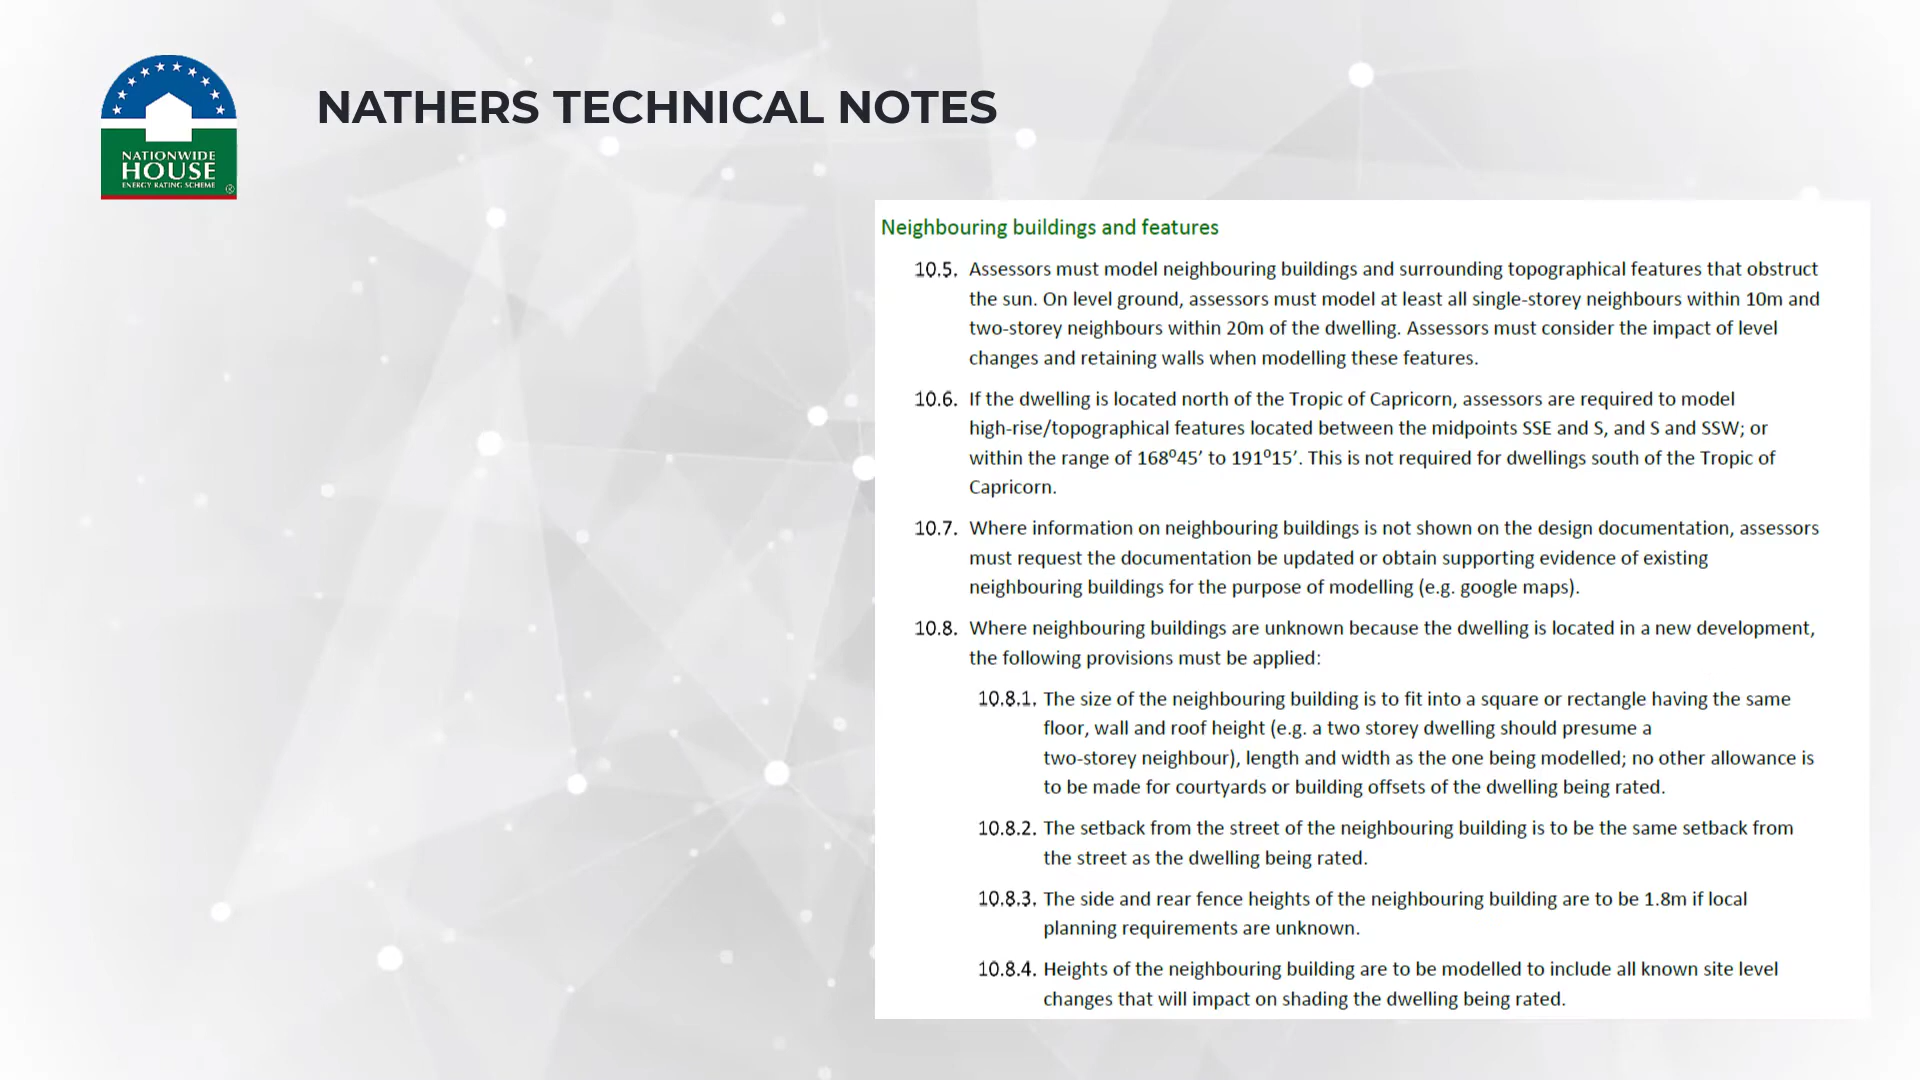 NATIONWIDE
HOUSE
ENERGY RATING SCHEME ®
NATHERS TECHNICAL NOTES
Neighbouring buildings and features
10.5. Assessors must model neighbouring buildings and surrounding topographical features that obstruct
the sun. On level ground, assessors must model at least all single-storey neighbours within 10m and
two-storey neighbours within 20m of the dwelling. Assessors must consider the impact of level
changes and retaining walls when modelling these features.
10.6. If the dwelling is located north of the Tropic of Capricorn, assessors are required to model
high-rise/topographical features located between the midpoints SSE and S, and S and SSW; or
within the range of 168⁰45′ to 191⁰15′. This is not required for dwellings south of the Tropic of
Capricorn.
10.7. Where information on neighbouring buildings is not shown on the design documentation, assessors
must request the documentation be updated or obtain supporting evidence of existing
neighbouring buildings for the purpose of modelling (e.g. google maps).
10.8. Where neighbouring buildings are unknown because the dwelling is located in a new development,
the following provisions must be applied:
10.8.1. The size of the neighbouring building is to fit into a square or rectangle having the same
floor, wall and roof height (e.g. a two storey dwelling should presume a
two-storey neighbour), length and width as the one being modelled; no other allowance is
to be made for courtyards or building offsets of the dwelling being rated.
10.8.2. The setback from the street of the neighbouring building is to be the same setback from
the street as the dwelling being rated.
10.8.3. The side and rear fence heights of the neighbouring building are to be 1.8m if local
planning requirements are unknown.
10.8.4. Heights of the neighbouring building are to be modelled to include all known site level
changes that will impact on shading the dwelling being rated.